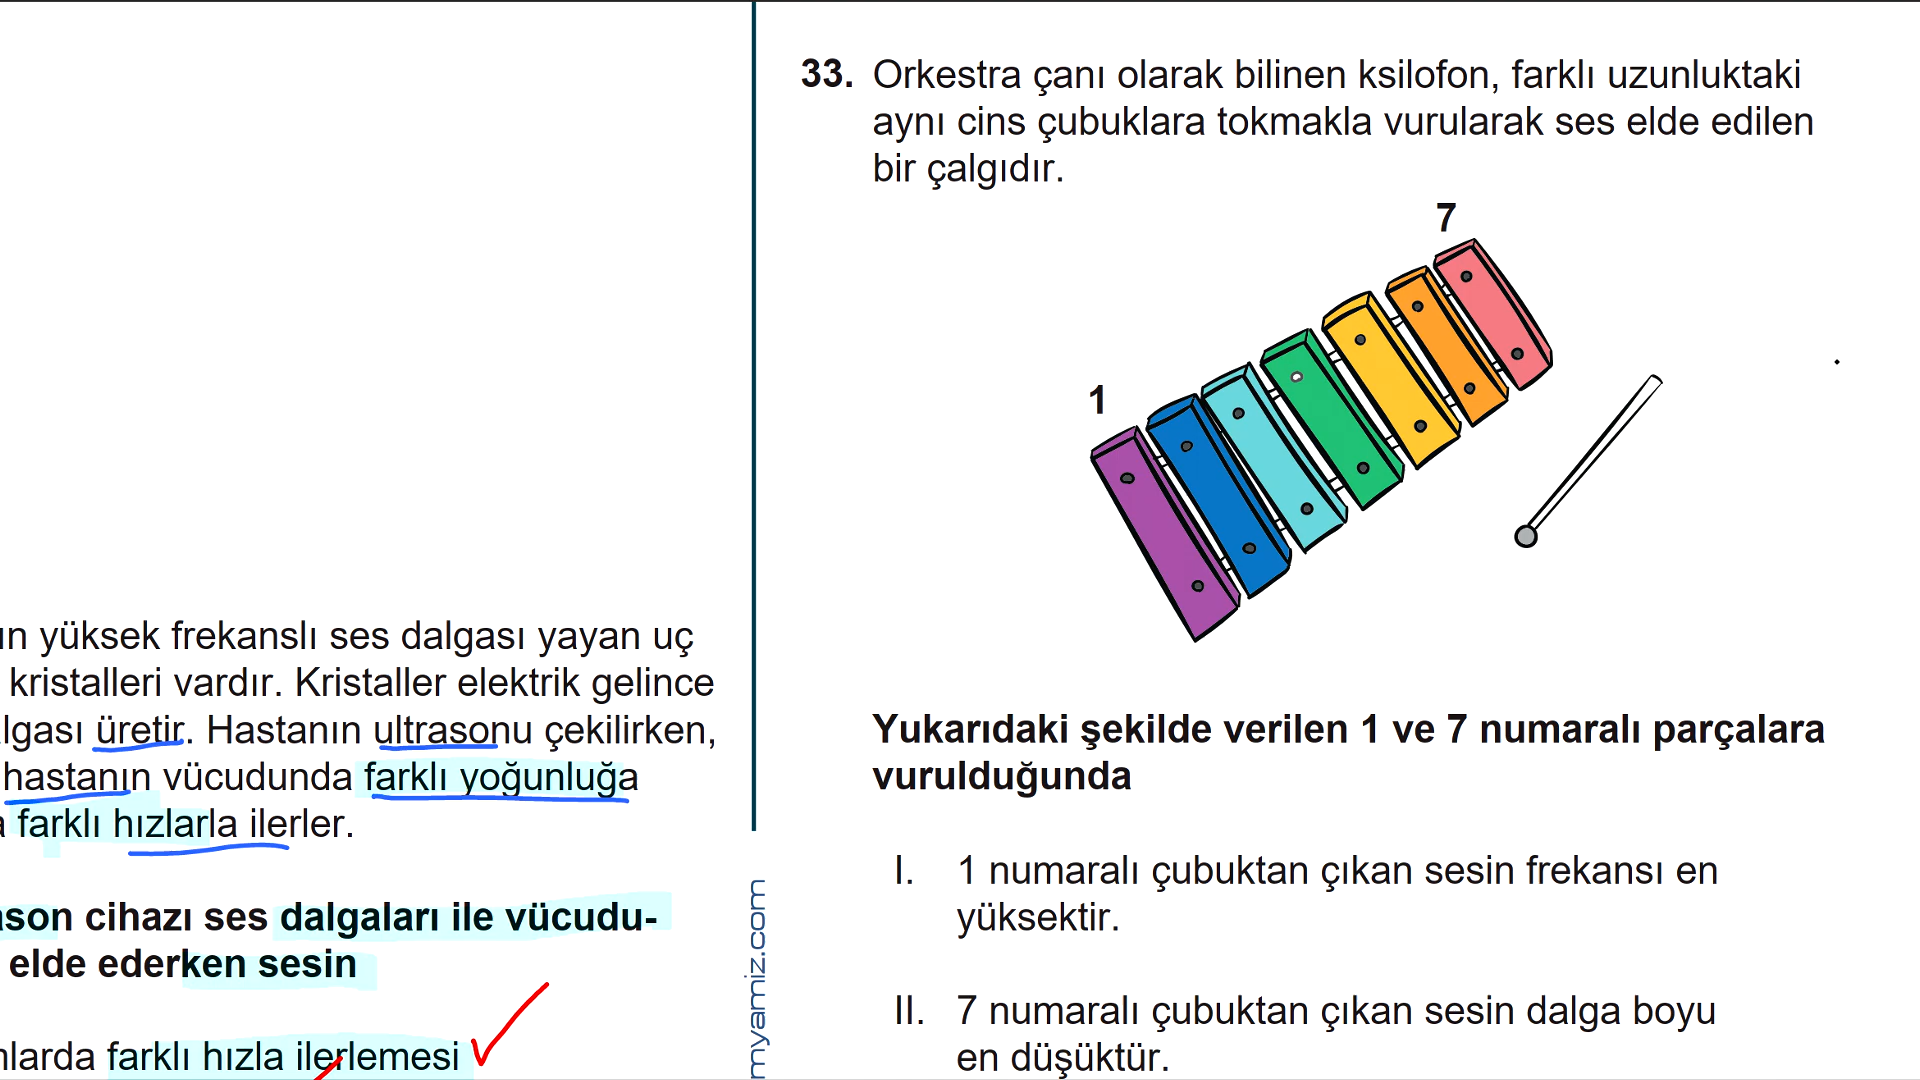 ın yüksek frekanslı ses dalgası yayan uç
kristalleri vardır. Kristaller elektrik gelince
lgası üretir. Hastanın ultrasonu çekilirken,
hastanın vücudunda farklı yoğunluğa
a farklı hızlarla ilerler.
ason cihazı ses dalgaları ile vücudu-
elde ederken sesin
nlarda farklı hızla ilerlemesi
myamiz.com
33. Orkestra çanı olarak bilinen ksilofon, farklı uzunluktaki
aynı cins çubuklara tokmakla vurularak ses elde edilen
bir çalgıdır.
7
1
Yukarıdaki şekilde verilen 1 ve 7 numaralı parçalara
vurulduğunda
I. 1 numaralı çubuktan çıkan sesin frekansı en
yüksektir.
II. 7 numaralı çubuktan çıkan sesin dalga boyu
en düşüktür.